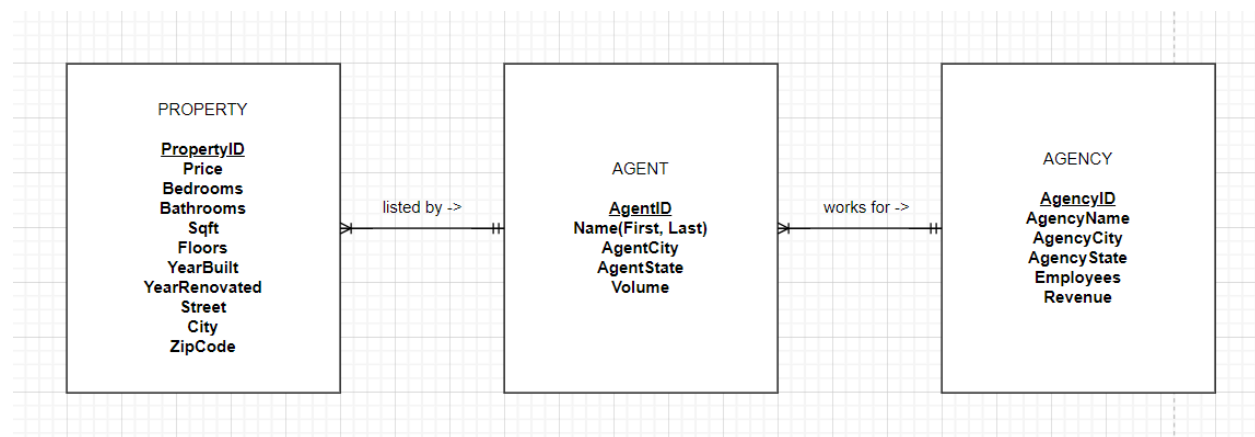 PROPERTY
PropertyID
Price
Bedrooms
Bathrooms
Sqft
Floors
YearBuilt
YearRenovated
Street
City
ZipCode
listed by ->
AGENT
AgentID
Name(First, Last)
AgentCity
AgentState
Volume
works for ->
AGENCY
AgencyID
AgencyName
AgencyCity
AgencyState
Employees
Revenue